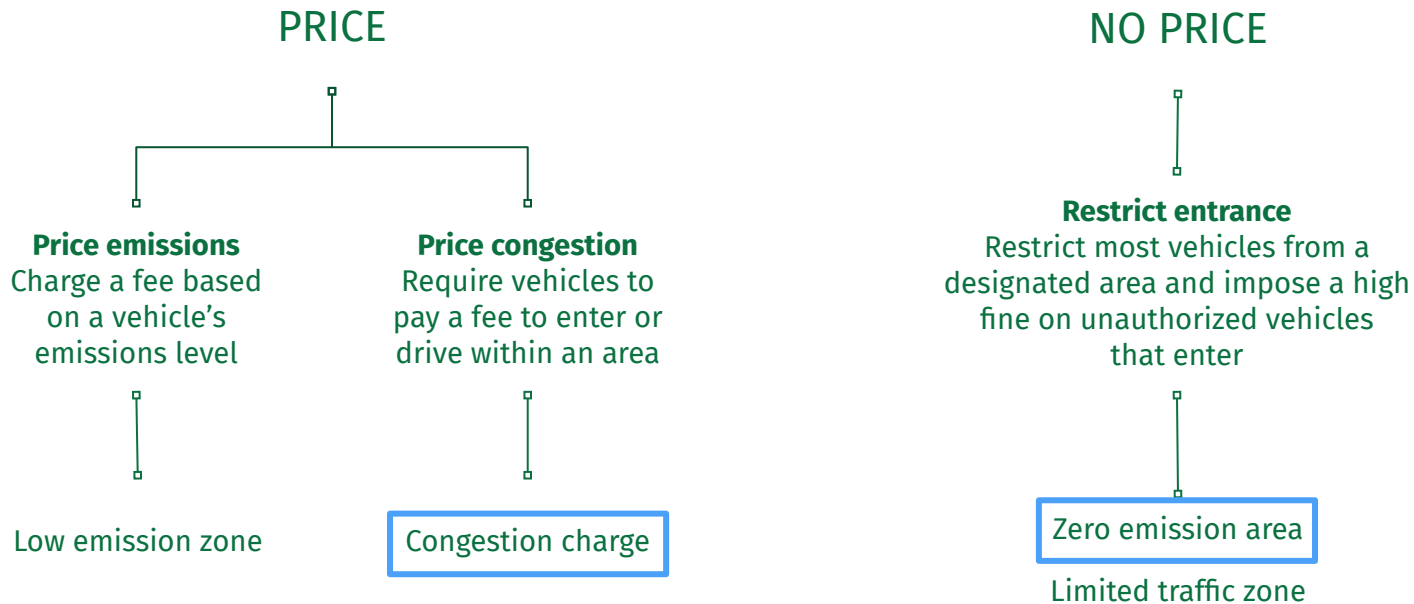 PRICE
Price emissions
Charge a fee based
on a vehicle’s
emissions level
Low emission zone
Price congestion
Require vehicles to
pay a fee to enter or
drive within an area
Congestion charge
NO PRICE
Restrict entrance
Restrict most vehicles from a
designated area and impose a high
fine on unauthorized vehicles
that enter
Zero emission area
Limited traffic zone